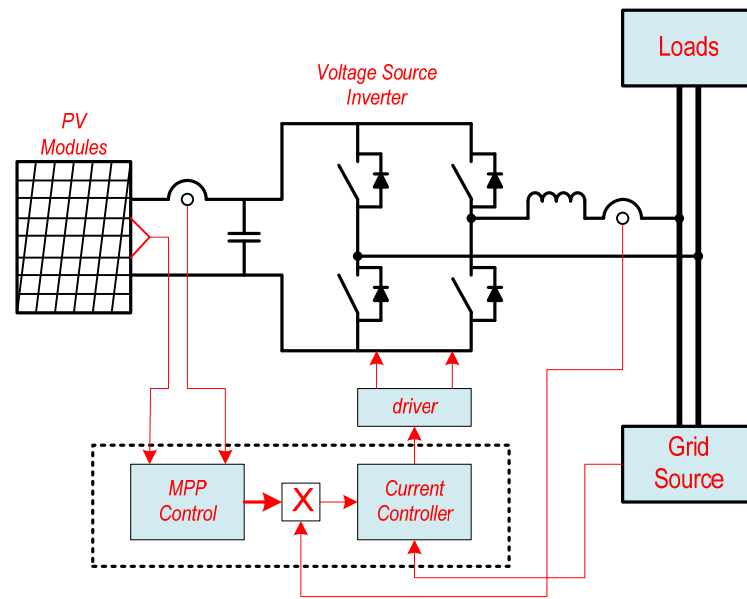 Loads
Voltage Source
Inverter
PV
Modules
driver
Grid
Source
MPP
Control
X
Current
Controller